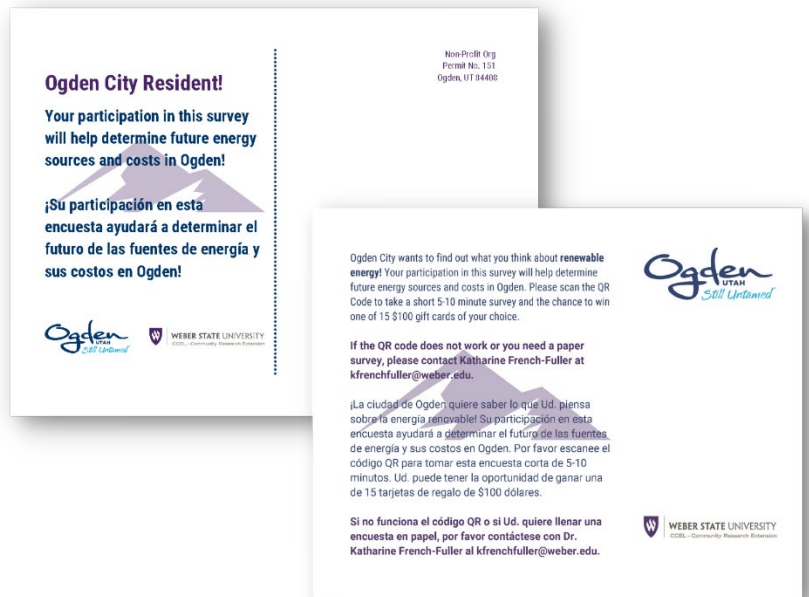 Ogden City Resident!
Your participation in this survey
will help determine future energy
sources and costs in Ogden!
¡Su participación en esta
encuesta ayudará a determinar el
futuro de las fuentes de energía y
sus costos en Ogden!
Ogden
UTAH
Still Untamed
W WEBER STATE UNIVERSITY
CCEL – Community Research Extension
Non-Profit Org
Permit No. 151
Ogden, UT 84408
Ogden City wants to find out what you think about renewable
energy! Your participation in this survey will help determine
future energy sources and costs in Ogden. Please scan the QR
Code to take a short 5-10 minute survey and the chance to win
one of 15 $100 gift cards of your choice.
If the QR code does not work or you need a paper
survey, please contact Katharine French-Fuller at
kfrenchfuller@weber.edu.
¡La ciudad de Ogden quiere saber lo que Ud. piensa
sobre la energía renovable! Su participación en esta
encuesta ayudará a determinar el futuro de las fuentes
de energía y sus costos en Ogden. Por favor escanee el
código QR para tomar esta encuesta corta de 5-10
minutos. Ud. puede tener la oportunidad de ganar una
de 15 tarjetas de regalo de $100 dólares.
Si no funciona el código QR o si Ud. quiere llenar una
encuesta en papel, por favor contáctese con Dr.
Katharine French-Fuller al kfrenchfuller@weber.edu.
Ogden
UTAH
Still Untamed
W WEBER STATE UNIVERSITY
CCEL – Community Research Extension